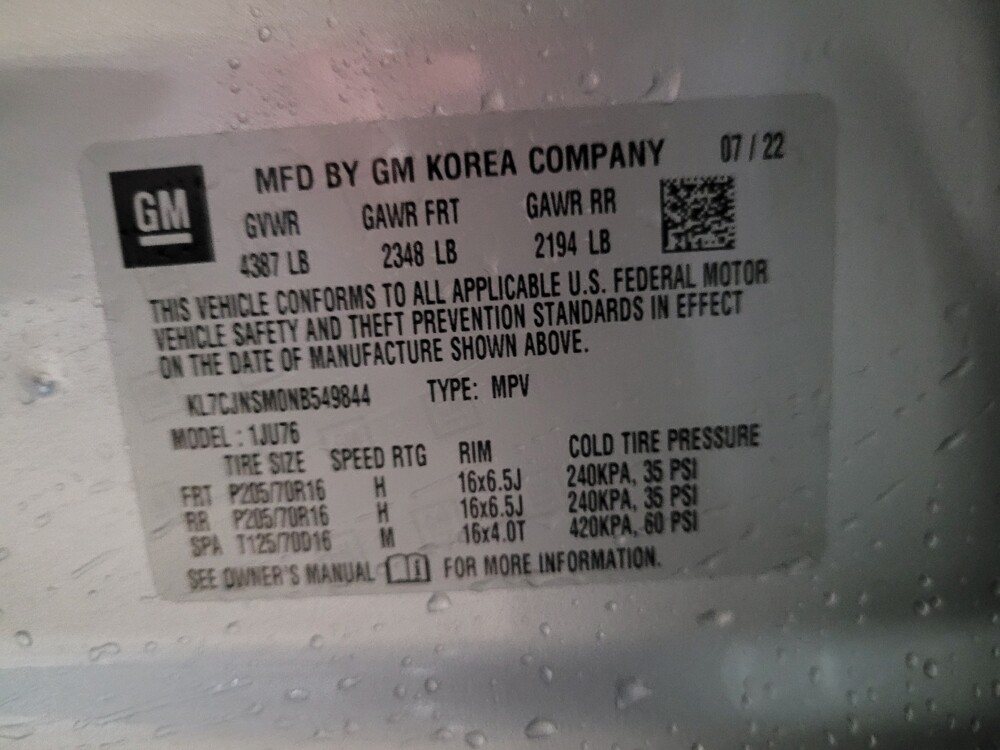 GM
MFD BY GM KOREA COMPANY 07 / 22
GVWR GAWR FRT GAWR RR
4387 LB 2348 LB 2194 LB
THIS VEHICLE CONFORMS TO ALL APPLICABLE U.S. FEDERAL MOTOR
VEHICLE SAFETY AND THEFT PREVENTION STANDARDS IN EFFECT
ON THE DATE OF MANUFACTURE SHOWN ABOVE.
KL7CJNSM0NB549844 TYPE: MPV
MODEL : 1JU76
TIRE SIZE SPEED RTG RIM COLD TIRE PRESSURE
FRT P205/70R16 H 16x6.5J 240KPA, 35 PSI
RR P205/70R16 H 16x6.5J 240KPA, 35 PSI
SPA T125/70D16 M 16x4.0T 420KPA, 60 PSI
SEE OWNER'S MANUAL FOR MORE INFORMATION.